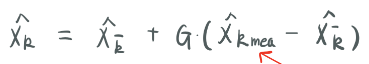 X̂k = X̂k̄ + G·(X̂kmea − X̂k̄)